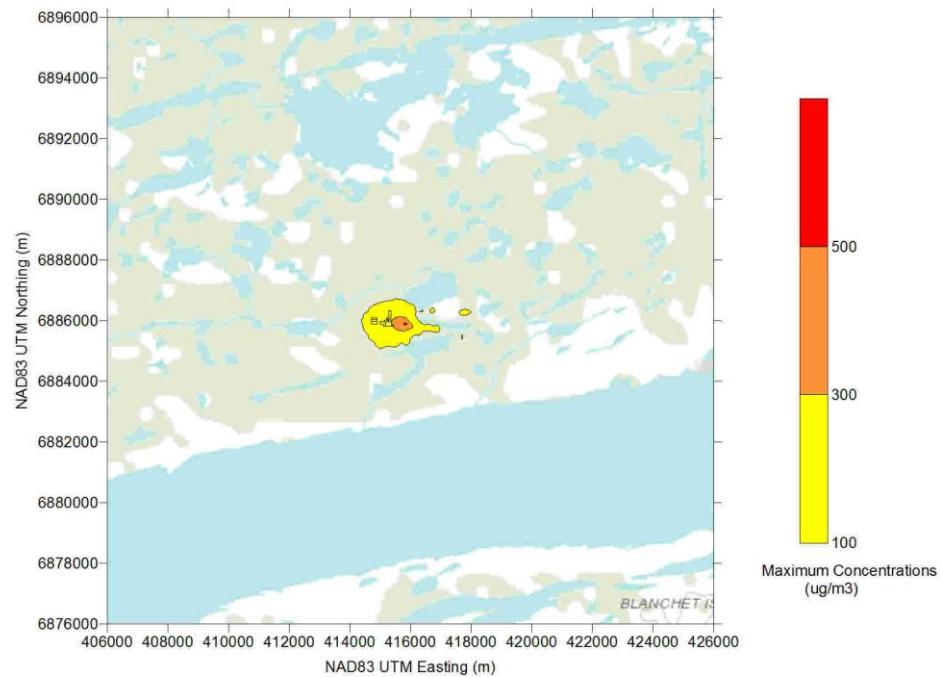 6896000
6894000
6892000
6890000
6888000
6886000
6884000
6882000
6880000
6878000
6876000
NAD83 UTM Northing (m)
406000 408000 410000 412000 414000 416000 418000 420000 422000 424000 426000
NAD83 UTM Easting (m)
BLANCHET IS
500
300
100
Maximum Concentrations
(ug/m3)